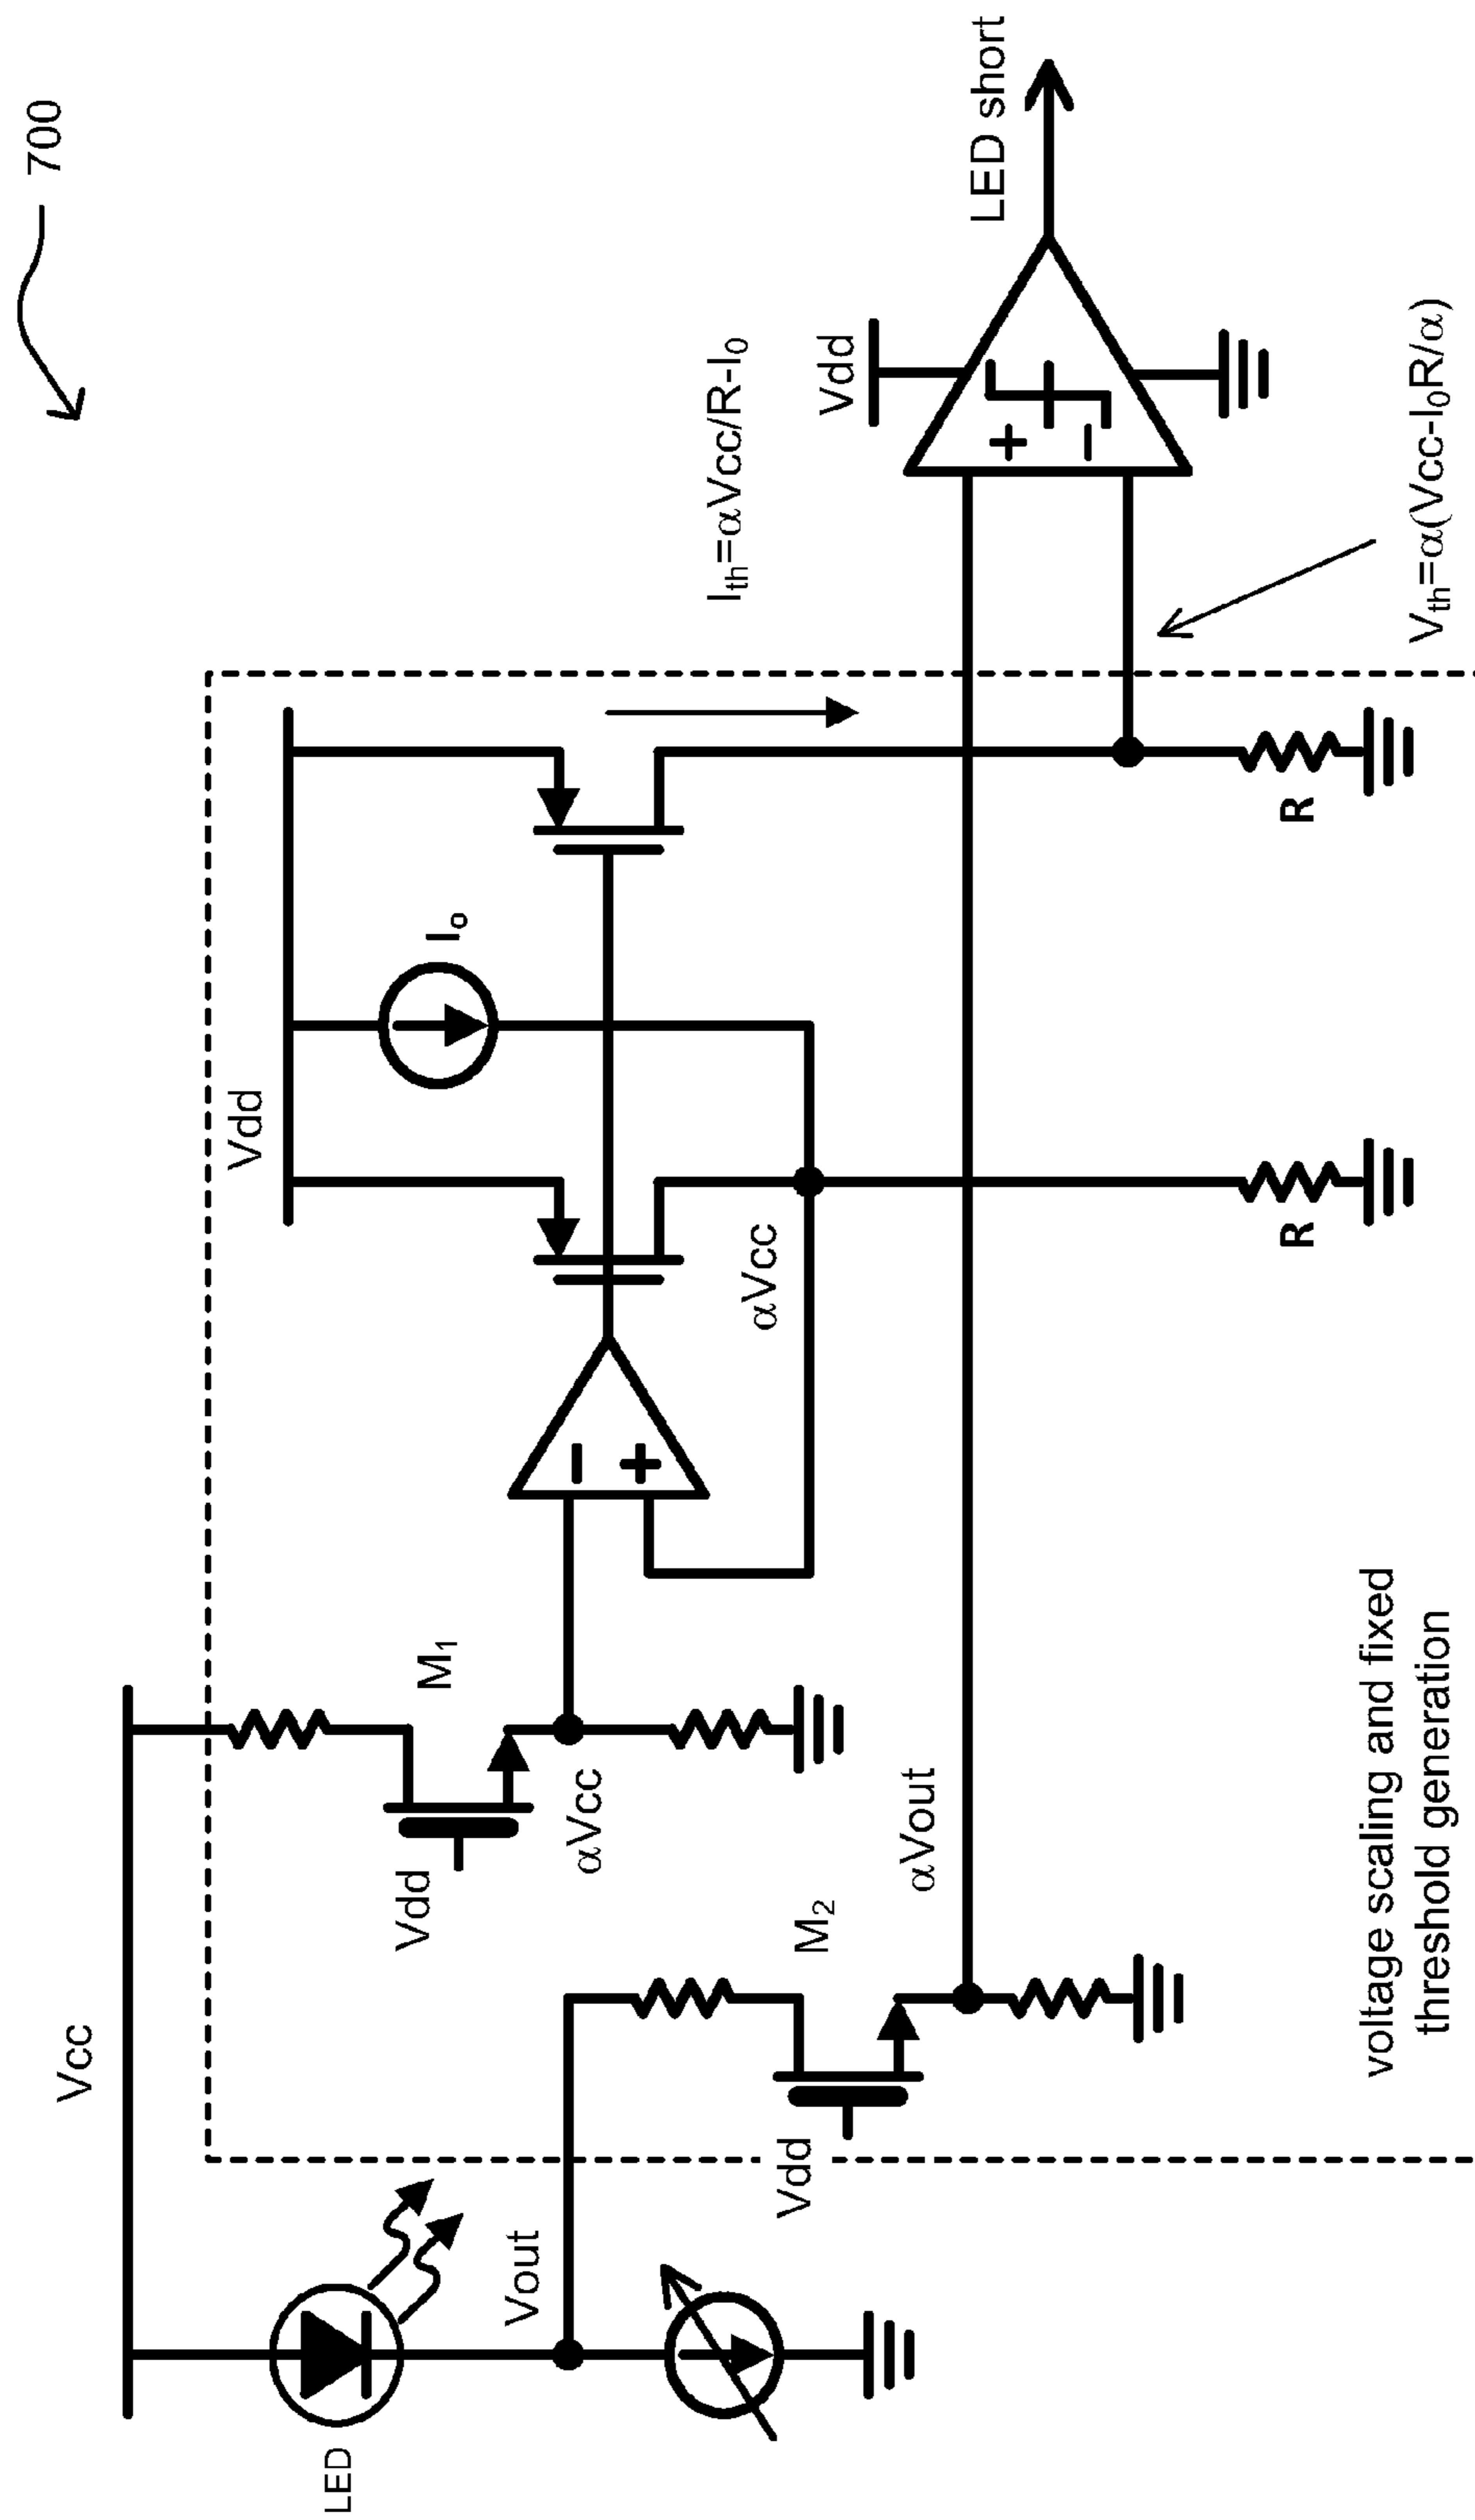 700
Vcc
LED
Vout
Vdd
M₂
αVout
Vdd
M₁
αVcc
−
+
Vdd
αVcc
I₀
R
R
Iₜₕ=αVcc/R-I₀
Vdd
+
−
LED short
Vₜₕ=α(Vcc-I₀R/α)
voltage scaling and fixed
threshold generation